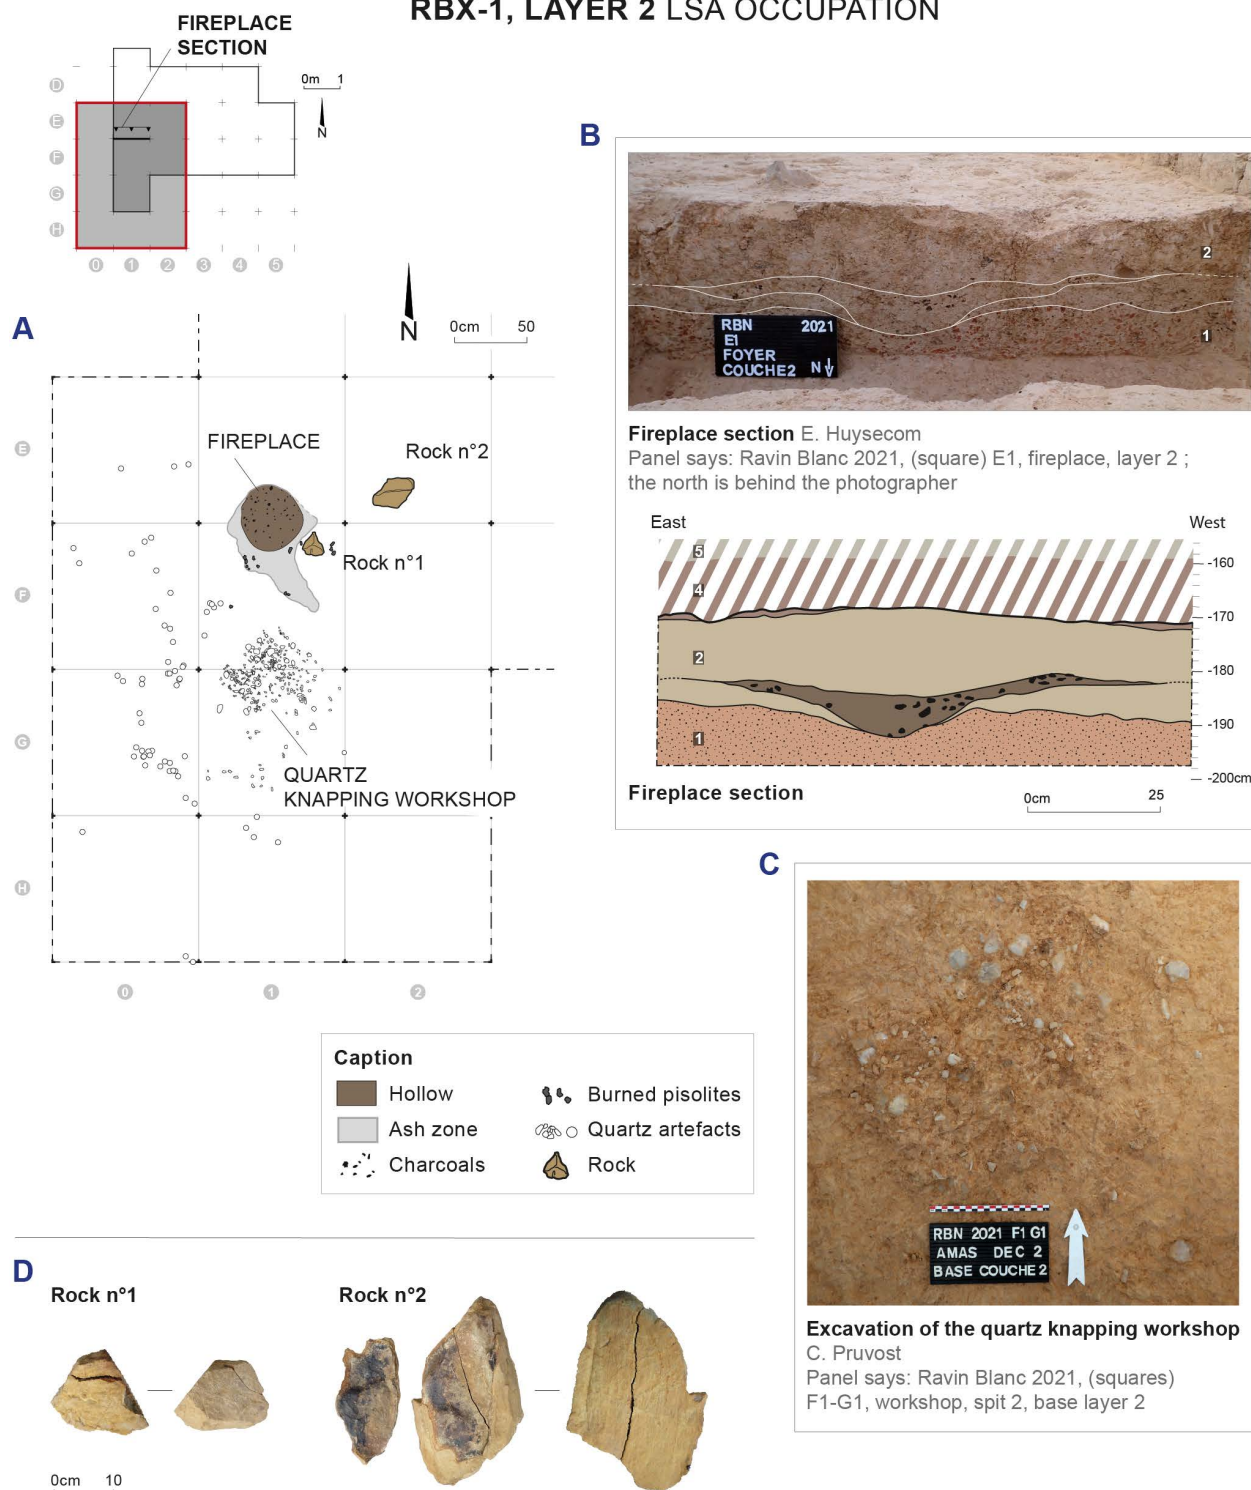 RBX-1, LAYER 2 LSA OCCUPATION
FIREPLACE
SECTION
0m 1
N
D
E
F
G
H
0 1 2 3 4 5
A
N
0cm 50
FIREPLACE
Rock n°2
Rock n°1
QUARTZ
KNAPPING WORKSHOP
E
F
G
H
0 1 2
Caption
Hollow
Ash zone
Charcoals
Burned pisolites
Quartz artefacts
Rock
B
2
1
RBN 2021
E1
FOYER
COUCHE2 N
Fireplace section E. Huysecom
Panel says: Ravin Blanc 2021, (square) E1, fireplace, layer 2 ;
the north is behind the photographer
East West
5
4
2
1
-160
-170
-180
-190
-200cm
Fireplace section
0cm 25
C
RBN 2021 F1 G1
AMAS DEC 2
BASE COUCHE 2
Excavation of the quartz knapping workshop
C. Pruvost
Panel says: Ravin Blanc 2021, (squares)
F1-G1, workshop, spit 2, base layer 2
D
Rock n°1
Rock n°2
0cm 10